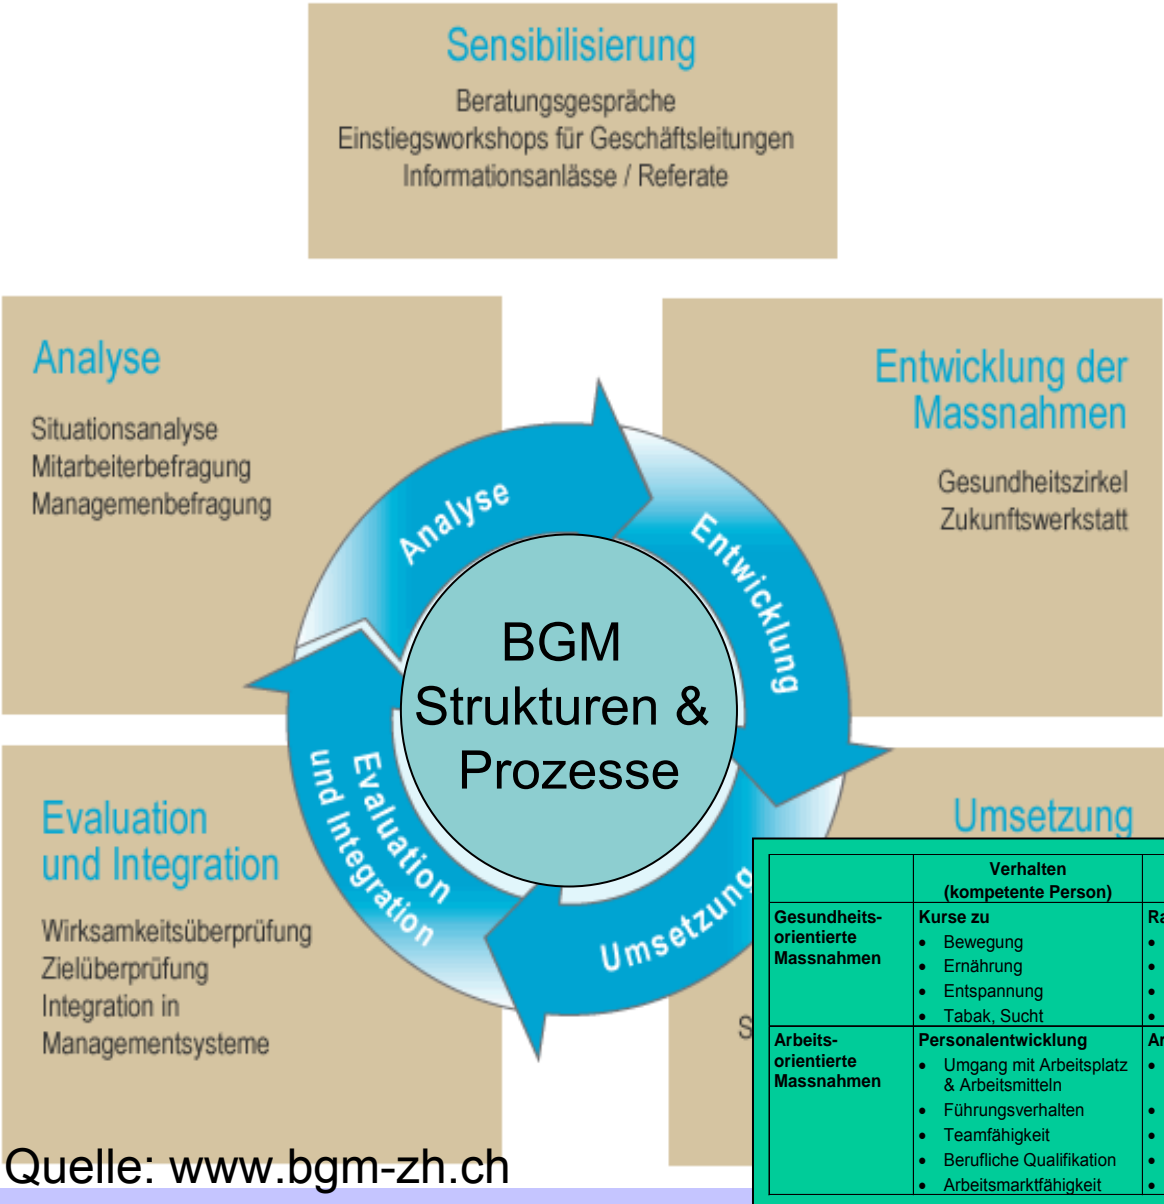 Sensibilisierung
Beratungsgespräche
Einstiegsworkshops für Geschäftsleitungen
Informationsanlässe / Referate
Analyse
Situationsanalyse
Mitarbeiterbefragung
Managemenbefragung
Entwicklung der
Massnahmen
Gesundheitszirkel
Zukunftswerkstatt
Analyse
Entwicklung
Umsetzung
Evaluation
und Integration
BGM
Strukturen &
Prozesse
Evaluation
und Integration
Wirksamkeitsüberprüfung
Zielüberprüfung
Integration in
Managementsysteme
Umsetzung
Verhalten
(kompetente Person)
Gesundheits-
orientierte
Massnahmen
Kurse zu
• Bewegung
• Ernährung
• Entspannung
• Tabak, Sucht
Arbeits-
orientierte
Massnahmen
Personalentwicklung
• Umgang mit Arbeitsplatz
& Arbeitsmitteln
• Führungsverhalten
• Teamfähigkeit
• Berufliche Qualifikation
• Arbeitsmarktfähigkeit
Quelle: www.bgm-zh.ch